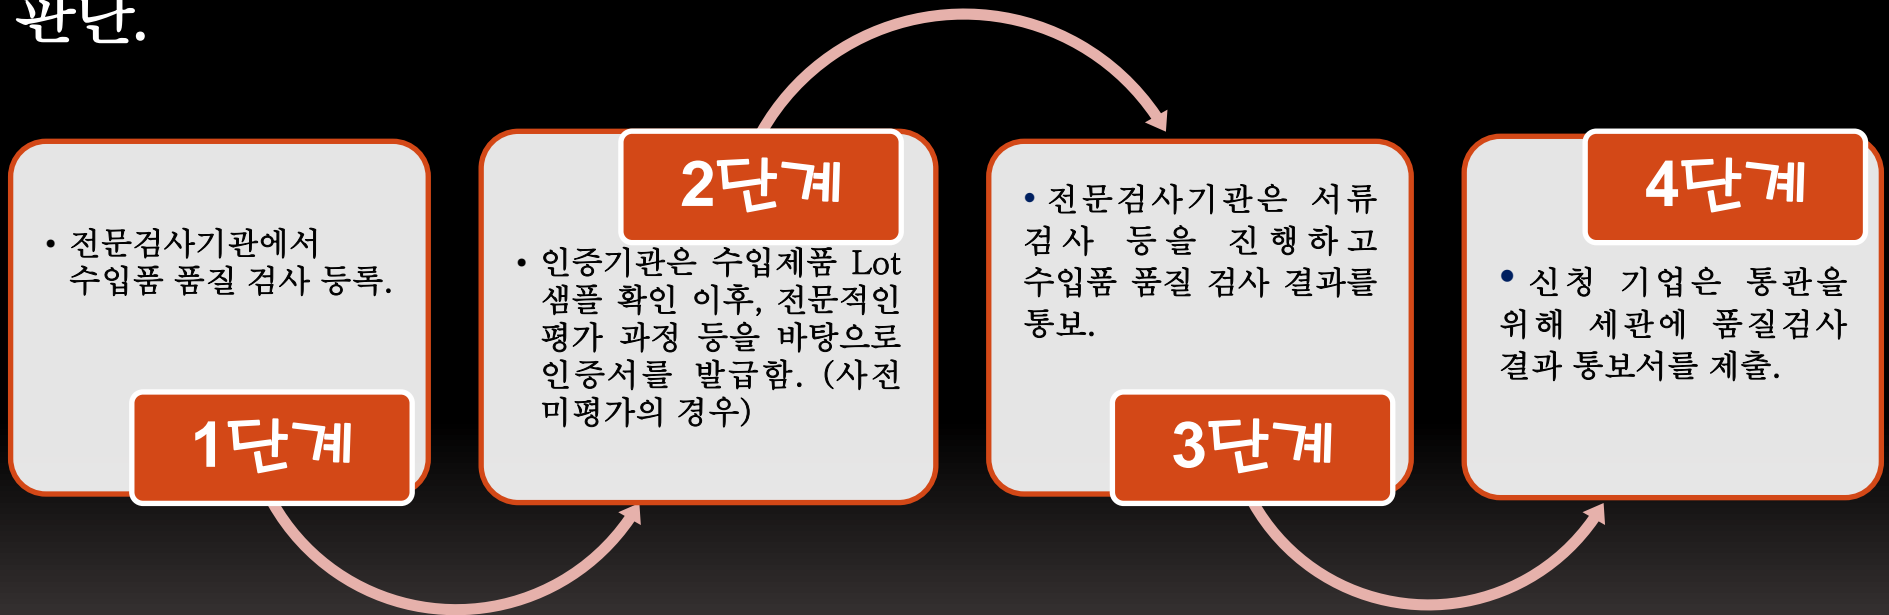 판단.
• 전문검사기관에서
수입품 품질 검사 등록.
1단계
2단계
• 인증기관은 수입제품 Lot
샘플 확인 이후, 전문적인
평가 과정 등을 바탕으로
인증서를 발급함. (사전
미평가의 경우)
• 전문검사기관은 서류
검사 등을 진행하고
수입품 품질 검사 결과를
통보.
3단계
4단계
• 신청 기업은 통관을
위해 세관에 품질검사
결과 통보서를 제출.